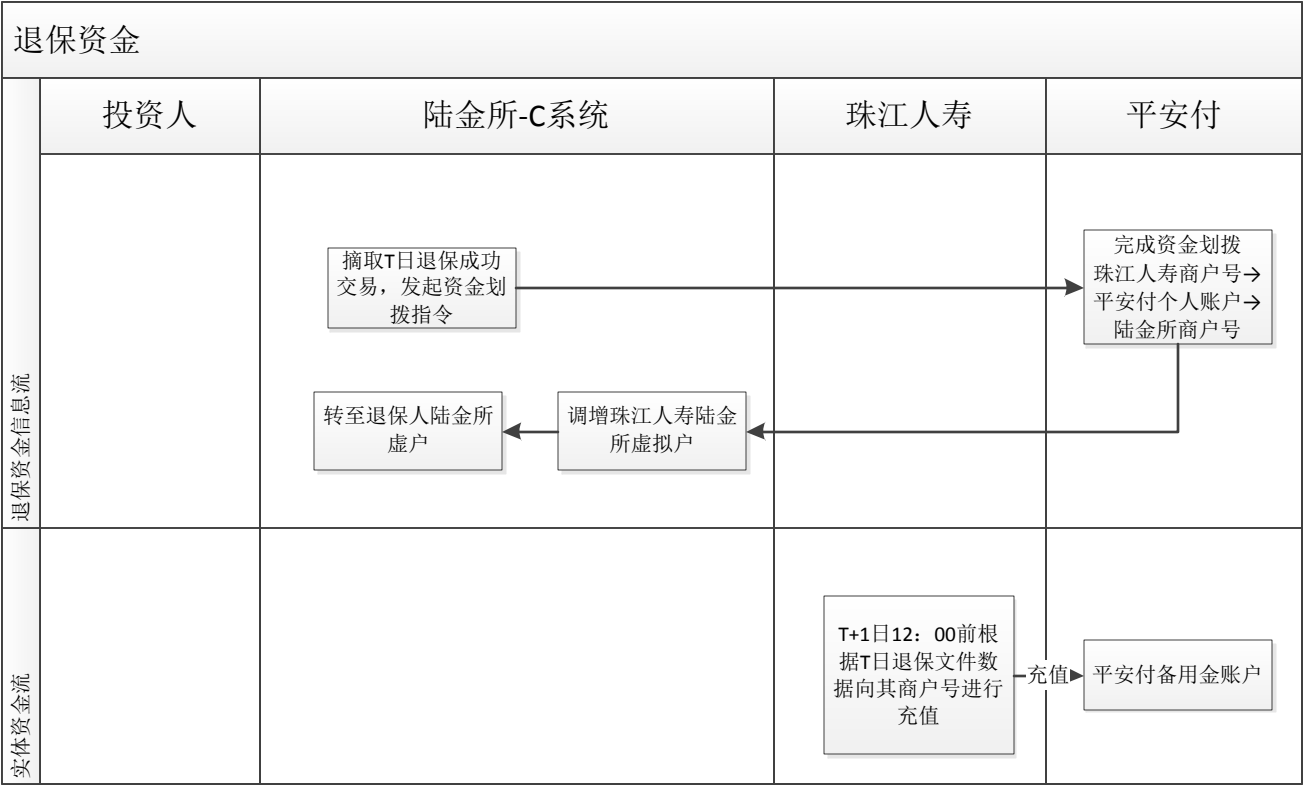 退保资金
投资人
陆金所-C系统
珠江人寿
平安付
退保资金信息流
摘取T日退保成功
交易，发起资金划
拨指令
完成资金划拨
珠江人寿商户号→
平安付个人账户→
陆金所商户号
转至退保人陆金所
虚户
调增珠江人寿陆金
所虚拟户
实体资金流
T+1日12：00前根
据T日退保文件数
据向其商户号进行
充值
充值
平安付备用金账户